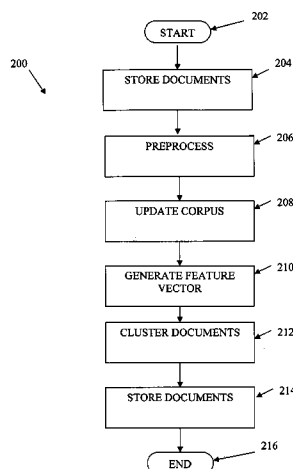 202
START
200
STORE DOCUMENTS
204
PREPROCESS
206
UPDATE CORPUS
208
GENERATE FEATURE
VECTOR
210
CLUSTER DOCUMENTS
212
STORE DOCUMENTS
214
END
216